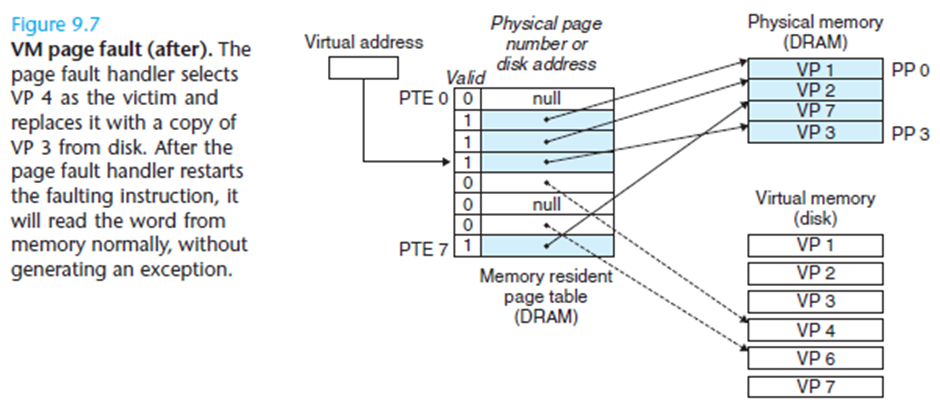 Figure 9.7
VM page fault (after). The
page fault handler selects
VP 4 as the victim and
replaces it with a copy of
VP 3 from disk. After the
page fault handler restarts
the faulting instruction, it
will read the word from
memory normally, without
generating an exception.
Virtual address
Physical page
number or
disk address
Valid
PTE 0
0
null
1
1
1
0
0
null
0
PTE 7
1
Memory resident
page table
(DRAM)
Physical memory
(DRAM)
VP 1
PP 0
VP 2
VP 7
VP 3
PP 3
Virtual memory
(disk)
VP 1
VP 2
VP 3
VP 4
VP 6
VP 7